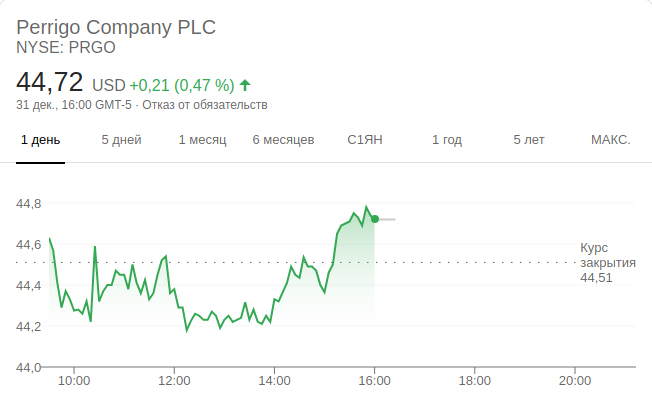 Perrigo Company PLC
NYSE: PRGO
44,72 USD +0,21 (0,47 %)
31 дек., 16:00 GMT-5 · Отказ от обязательств
1 день 5 дней 1 месяц 6 месяцев С1ЯН 1 год 5 лет МАКС.
44,8
44,6
44,4
44,2
44,0
Курс
закрытия
44,51
10:00 12:00 14:00 16:00 18:00 20:00